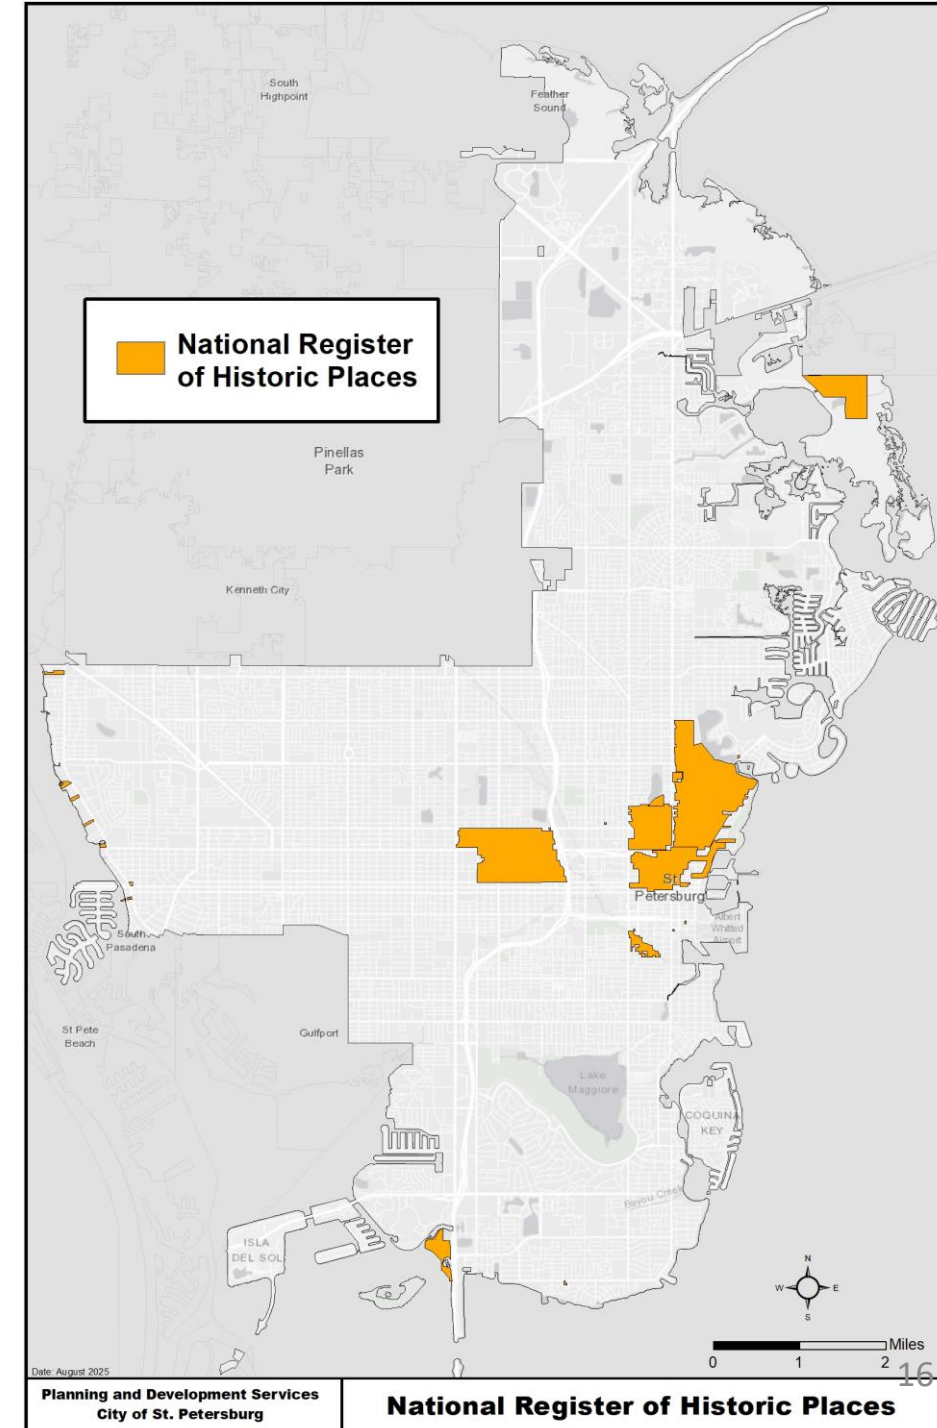 South
Highpoint
Feather
Sound
National Register
of Historic Places
Pinellas
Park
Kenneth City
St
Petersburg
Albert
Whitted
Airport
South
Pasadena
St Pete
Beach
Gulfport
Lake
Maggiore
COQUINA
KEY
Bayou Creek
ISLA
DEL SOL
N
W
E
S
Miles
0
1
2
16
Date: August 2025
Planning and Development Services
City of St. Petersburg
National Register of Historic Places